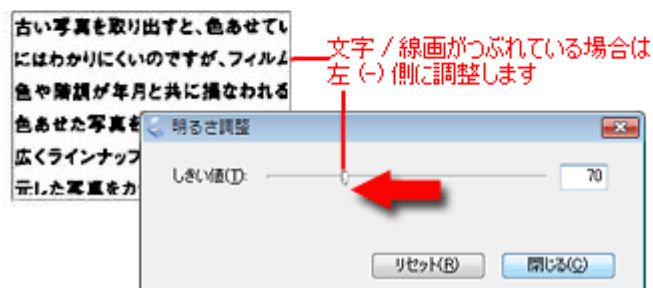 古い写真を取り出すと、色あせてい
にはわかりにくいのですが、フィルム
色や階調が年月と共に損なわれる
色あせた写真を
広くラインナップ
元した写真をカ
文字 / 線画がつぶれている場合は
左 (-) 側に調整します
明るさ調整
しきい値(T):
70
リセット(R)
閉じる(C)